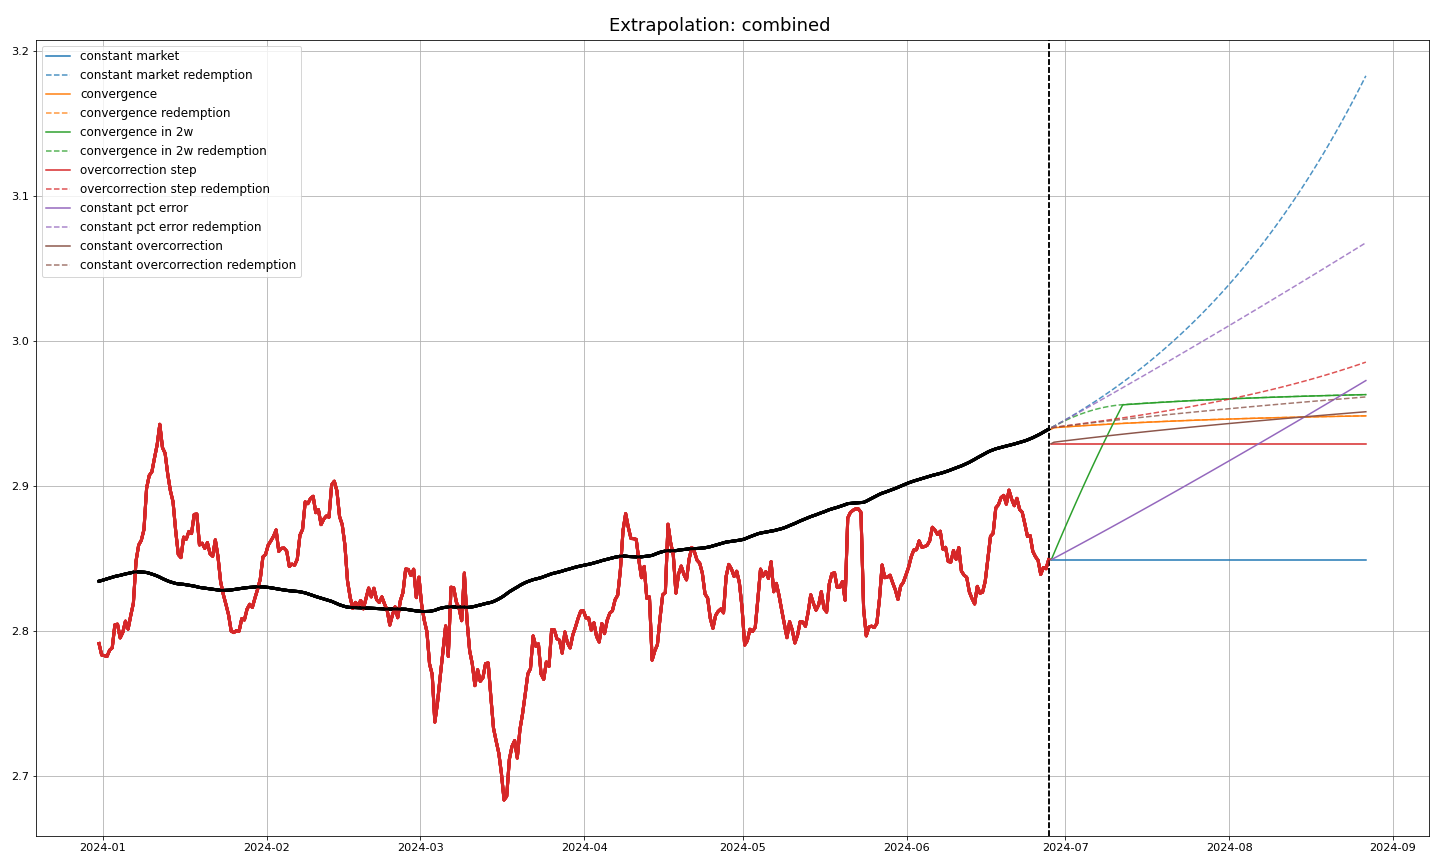 Extrapolation: combined
3.2
3.1
3.0
2.9
2.8
2.7
constant market
constant market redemption
convergence
convergence redemption
convergence in 2w
convergence in 2w redemption
overcorrection step
overcorrection step redemption
constant pct error
constant pct error redemption
constant overcorrection
constant overcorrection redemption
2024-01 2024-02 2024-03 2024-04 2024-05 2024-06 2024-07 2024-08 2024-09